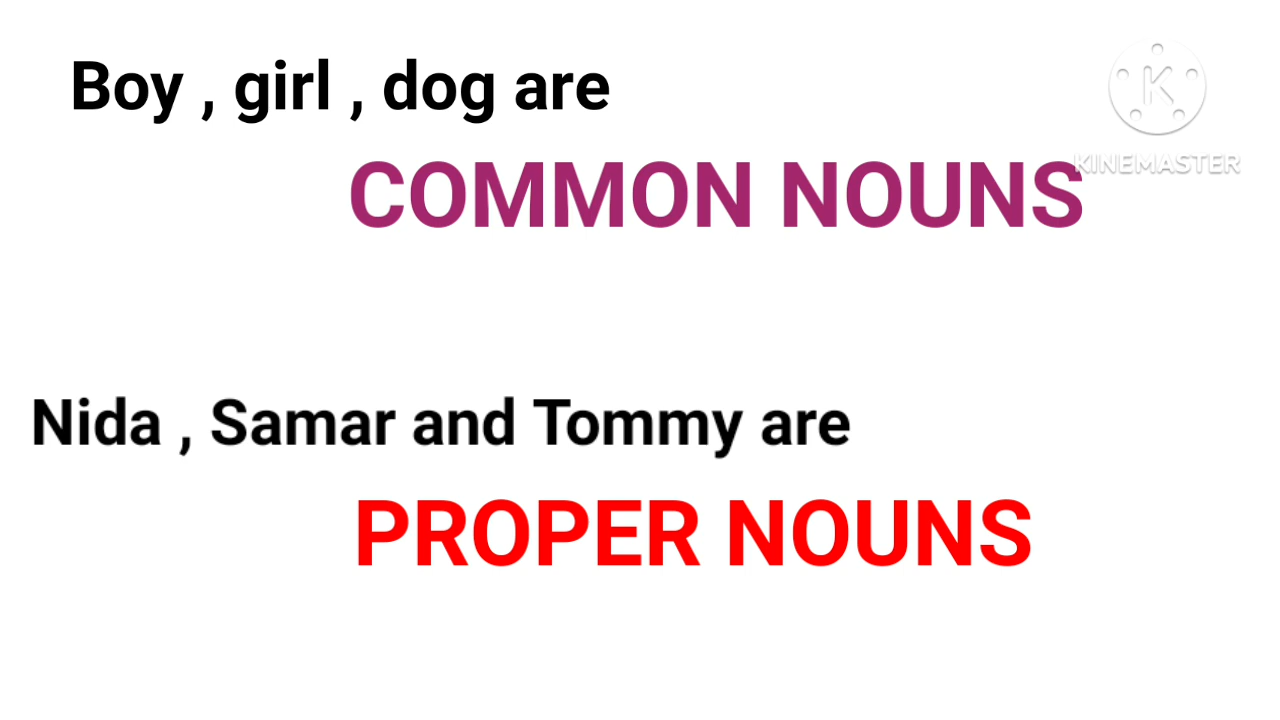 Boy , girl , dog are
KINEMASTER
COMMON NOUNS
Nida , Samar and Tommy are
PROPER NOUNS